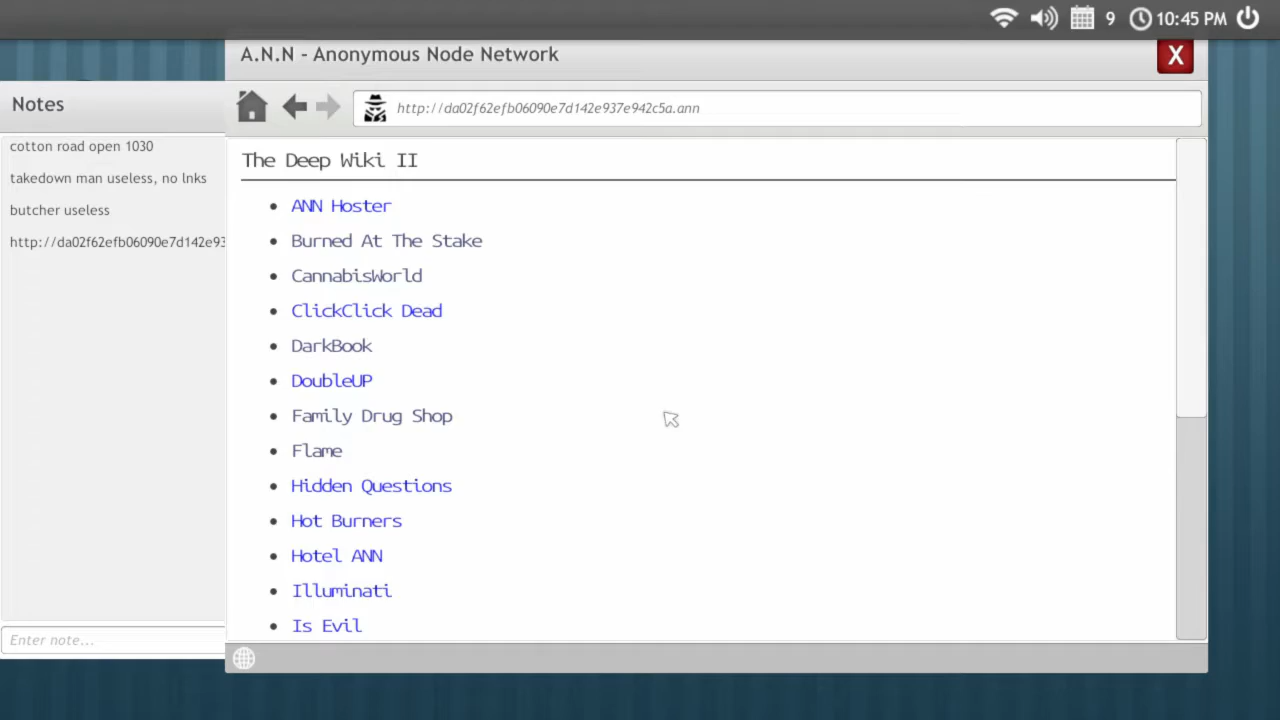 9 10:45 PM
A.N.N - Anonymous Node Network
X
Notes
http://da02f62efb06090e7d142e937e942c5a.ann
cotton road open 1030
takedown man useless, no lnks
butcher useless
http://da02f62efb06090e7d142e93
Enter note...
The Deep Wiki II
ANN Hoster
Burned At The Stake
CannabisWorld
ClickClick Dead
DarkBook
DoubleUP
Family Drug Shop
Flame
Hidden Questions
Hot Burners
Hotel ANN
Illuminati
Is Evil